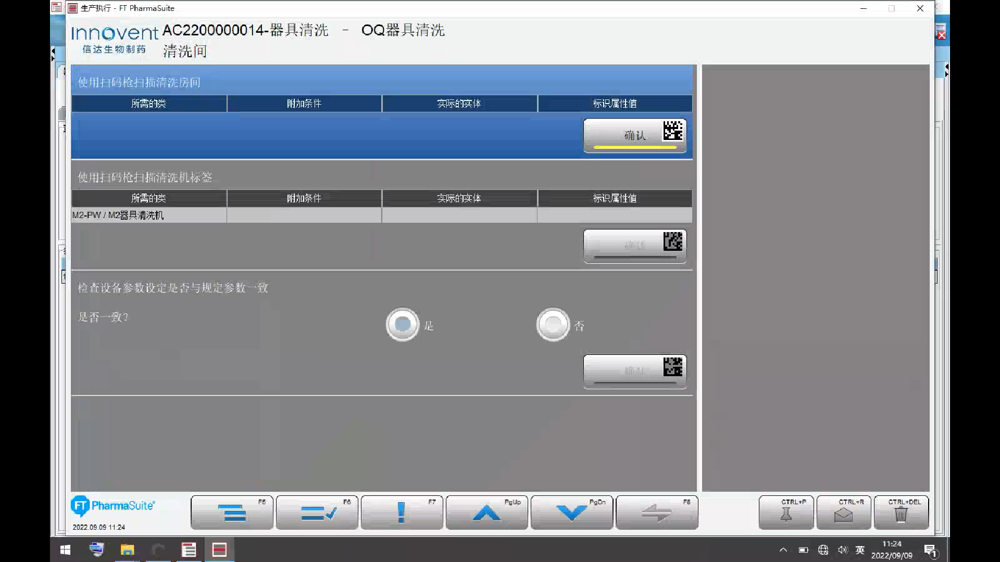 生产执行 - FT PharmaSuite
Innovent
信达生物制药
AC2200000014-器具清洗 - OQ器具清洗
清洗间
使用扫码枪扫描清洗房间
所需的类 附加条件 实际的实体 标识属性值
确认
使用扫码枪扫描清洗机标签
所需的类 附加条件 实际的实体 标识属性值
M2-PW / M2器具清洗机
确认
检查设备参数设定是否与规定参数一致
是否一致?
是 否
确认
FT PharmaSuite
F5 F6 F7 PgUp PgDn F8 CTRL+P CTRL+R CTRL+DEL
2022.09.09 11:24
英
11:24
2022/09/09
1